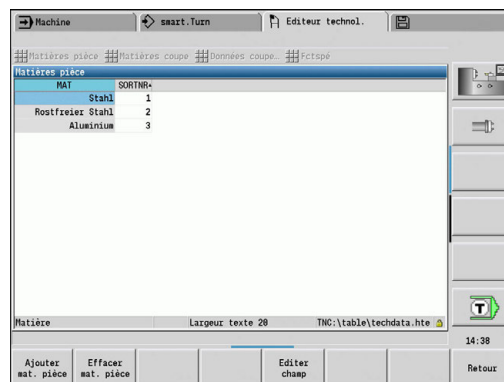 Machine smart.Turn Editeur technol.
Matières pièce Matières coupe Données coupe.. Fctspé
Matières pièce
MAT SORTNR
Stahl 1
Rostfreier Stahl 2
Aluminium 3
Matière Largeur texte 20 TNC:\table\techdata.hte
T
14:38
Ajouter mat. pièce
Effacer mat. pièce
Editer champ
Retour